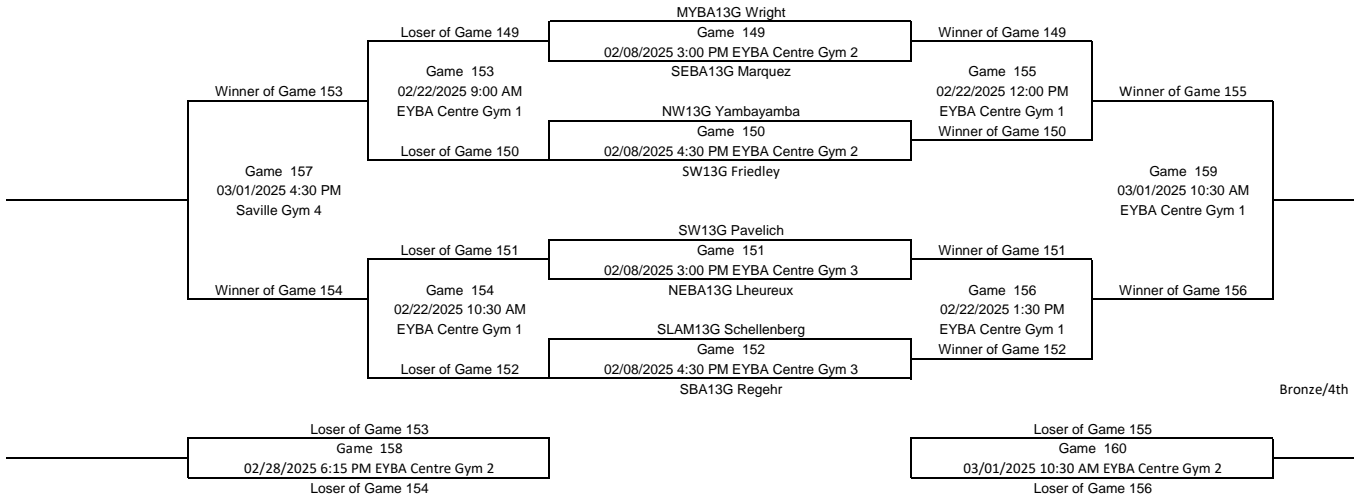 MYBA13G Wright
Loser of Game 149
Game 149
Winner of Game 149
02/08/2025 3:00 PM EYBA Centre Gym 2
Game 153
SEBA13G Marquez
Game 155
Winner of Game 153
02/22/2025 9:00 AM
02/22/2025 12:00 PM
Winner of Game 155
EYBA Centre Gym 1
NW13G Yambayamba
EYBA Centre Gym 1
Game 150
Winner of Game 150
Loser of Game 150
02/08/2025 4:30 PM EYBA Centre Gym 2
Game 157
SW13G Friedley
Game 159
03/01/2025 4:30 PM
03/01/2025 10:30 AM
Saville Gym 4
EYBA Centre Gym 1
SW13G Pavelich
Loser of Game 151
Game 151
Winner of Game 151
02/08/2025 3:00 PM EYBA Centre Gym 3
Winner of Game 154
Game 154
NEBA13G Lheureux
Game 156
Winner of Game 156
02/22/2025 10:30 AM
02/22/2025 1:30 PM
EYBA Centre Gym 1
SLAM13G Schellenberg
EYBA Centre Gym 1
Game 152
Winner of Game 152
Loser of Game 152
02/08/2025 4:30 PM EYBA Centre Gym 3
SBA13G Regehr
Bronze/4th
Loser of Game 153
Loser of Game 155
Game 158
Game 160
02/28/2025 6:15 PM EYBA Centre Gym 2
03/01/2025 10:30 AM EYBA Centre Gym 2
Loser of Game 154
Loser of Game 156